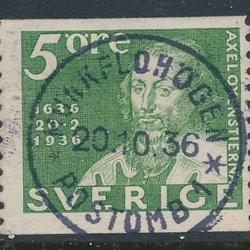 5 öre
1636
20·2
1936
AXEL OXENSTIERNA
SVERIGE
20.10.36
POSTOMB